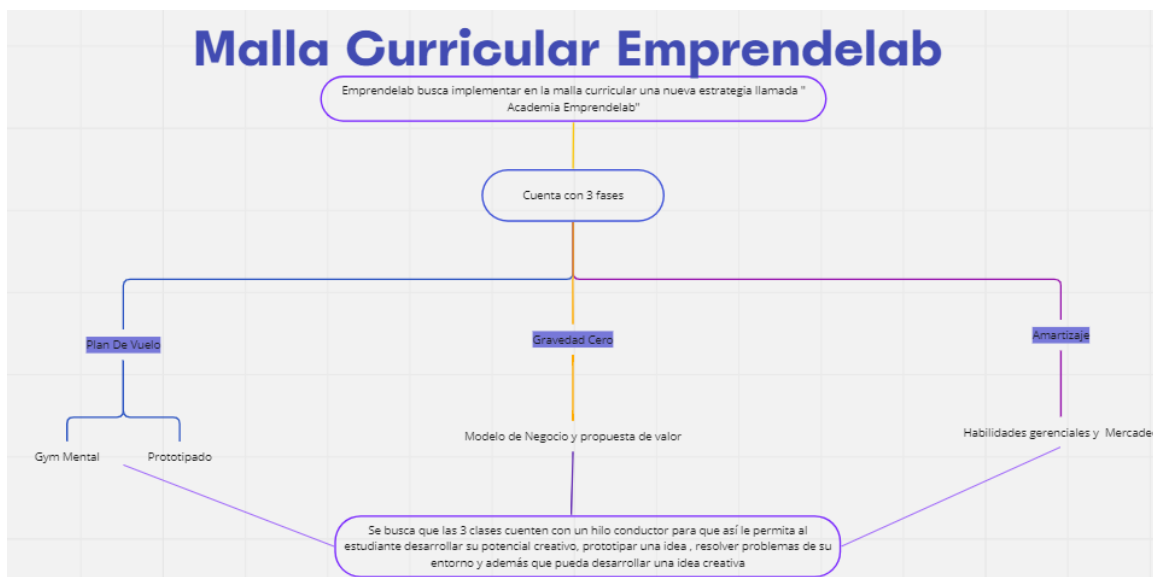 Malla Curricular Emprendelab
Emprendelab busca implementar en la malla curricular una nueva estrategia llamada "
Academia Emprendelab"
Cuenta con 3 fases
Plan De Vuelo
Gravedad Cero
Amartizaje
Gym Mental
Prototipado
Modelo de Negocio y propuesta de valor
Habilidades gerenciales y
Se busca que las 3 clases cuenten con un hilo conductor para que así le permita al
estudiante desarrollar su potencial creativo, prototipar una idea , resolver problemas de su
entorno y además que pueda desarrollar una idea creativa